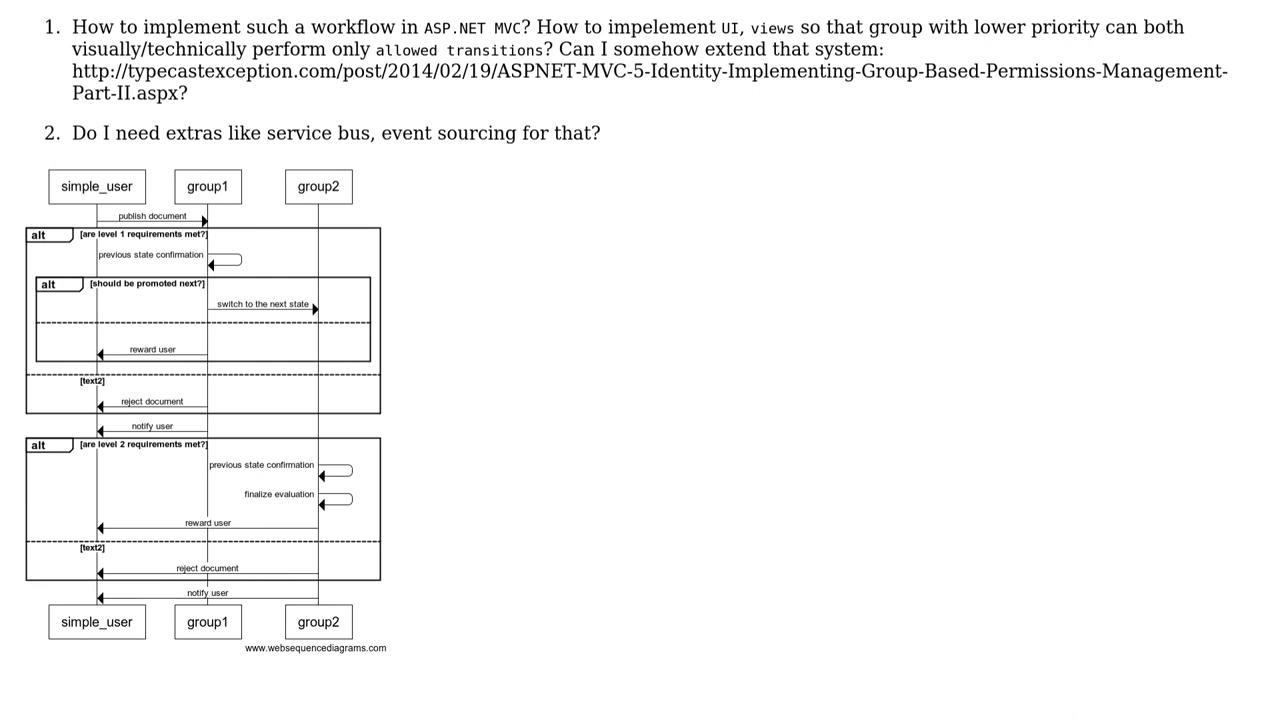 1. How to implement such a workflow in ASP.NET MVC? How to impelement UI, views so that group with lower priority can both
visually/technically perform only allowed transitions? Can I somehow extend that system:
http://typecastexception.com/post/2014/02/19/ASPNET-MVC-5-Identity-Implementing-Group-Based-Permissions-Management-
Part-II.aspx?
2. Do I need extras like service bus, event sourcing for that?
simple_user group1 group2
publish document
alt [are level 1 requirements met?]
previous state confirmation
alt [should be promoted next?]
switch to the next state
reward user
[text2]
reject document
notify user
alt [are level 2 requirements met?]
previous state confirmation
finalize evaluation
reward user
[text2]
reject document
notify user
simple_user group1 group2
www.websequencediagrams.com